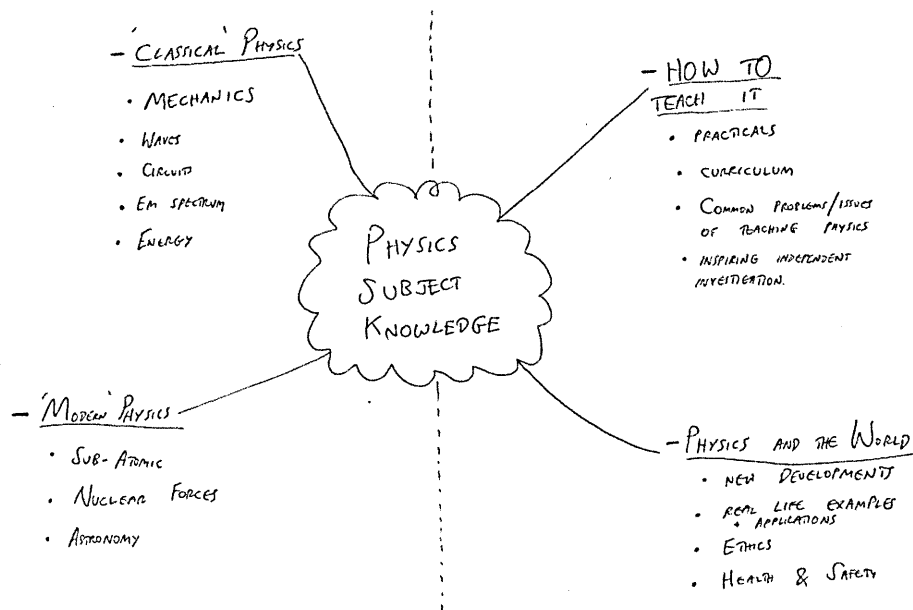 - 'CLASSICAL' PHYSICS
• MECHANICS
• WAVES
• CIRCUITS
• EM SPECTRUM
• ENERGY
- HOW TO
TEACH IT
• PRACTICALS
• CURRICULUM
• COMMON PROBLEMS/ISSUES
OF TEACHING PHYSICS
• INSPIRING INDEPENDENT
INVESTIGATION.
PHYSICS
SUBJECT
KNOWLEDGE
- 'MODERN' PHYSICS
• SUB-ATOMIC
• NUCLEAR FORCES
• ASTRONOMY
- PHYSICS AND THE WORLD
• NEW DEVELOPMENTS
• REAL LIFE EXAMPLES
+ APPLICATIONS
• ETHICS
• HEALTH & SAFETY